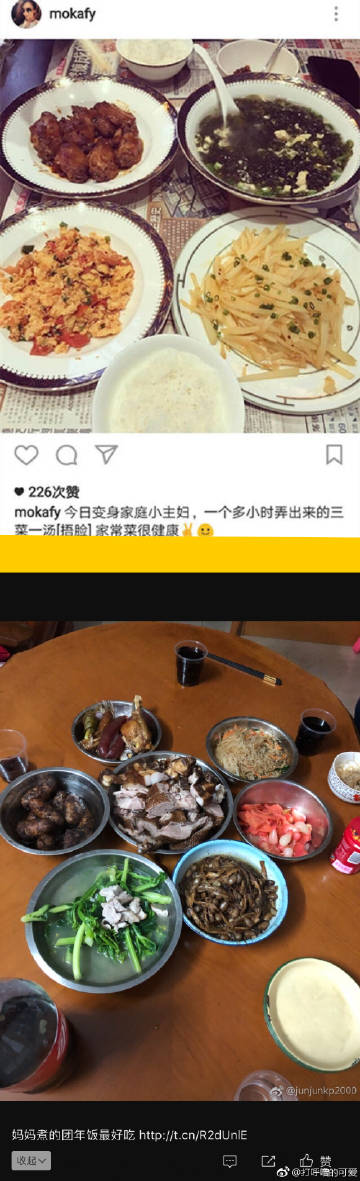 mokafy
226次赞
mokafy 今日变身家庭小主妇，一个多小时弄出来的三
菜一汤[捂脸] 家常菜很健康✌️🙂
@junjunkp2000
妈妈煮的团年饭最好吃 http://t.cn/R2dUnlE
收起
赞
@打呼噜的可爱